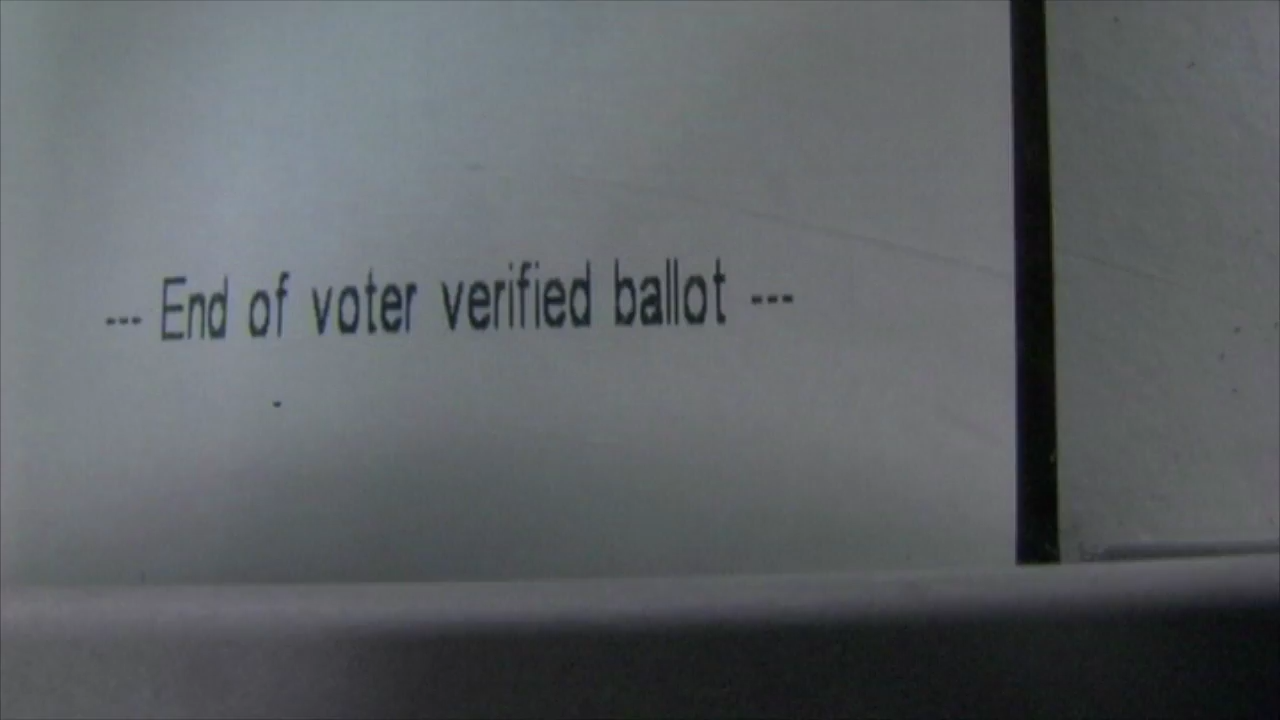 --- End of voter verified ballot ---